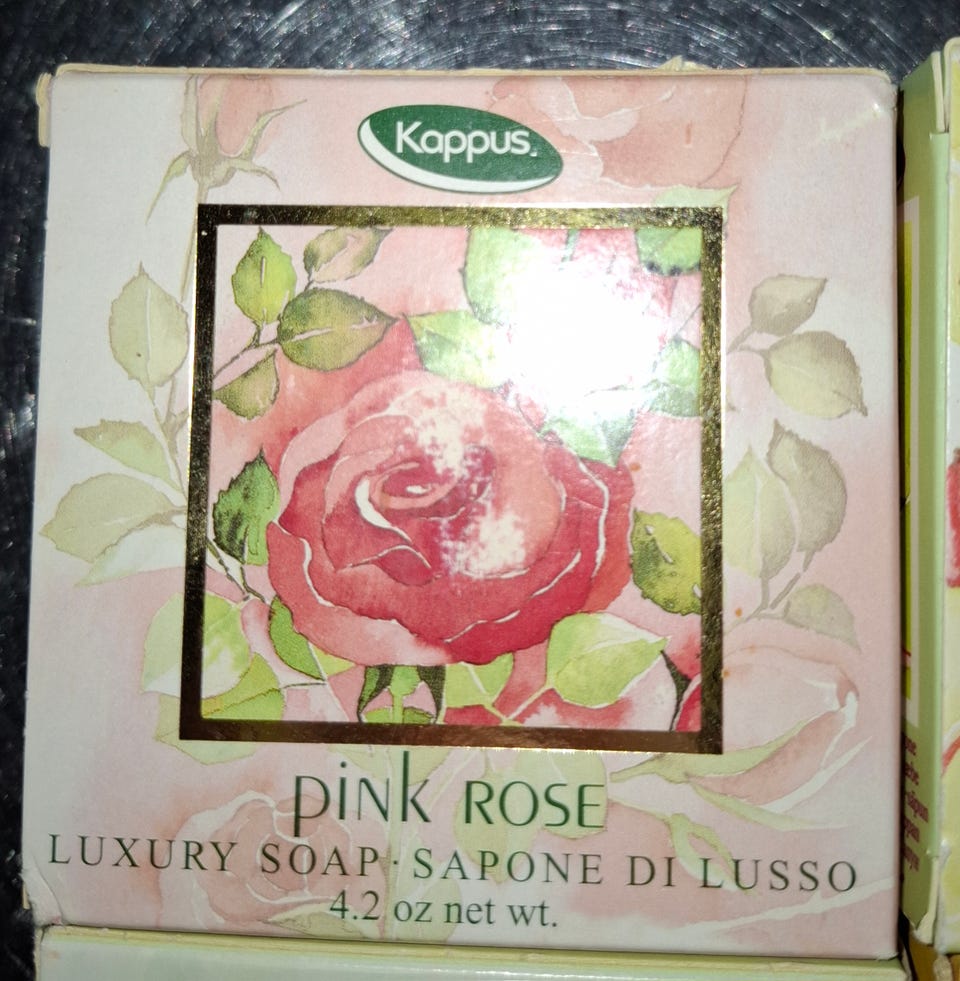 Kappus.
pink ROSE
LUXURY SOAP · SAPONE DI LUSSO
4.2 oz net wt.